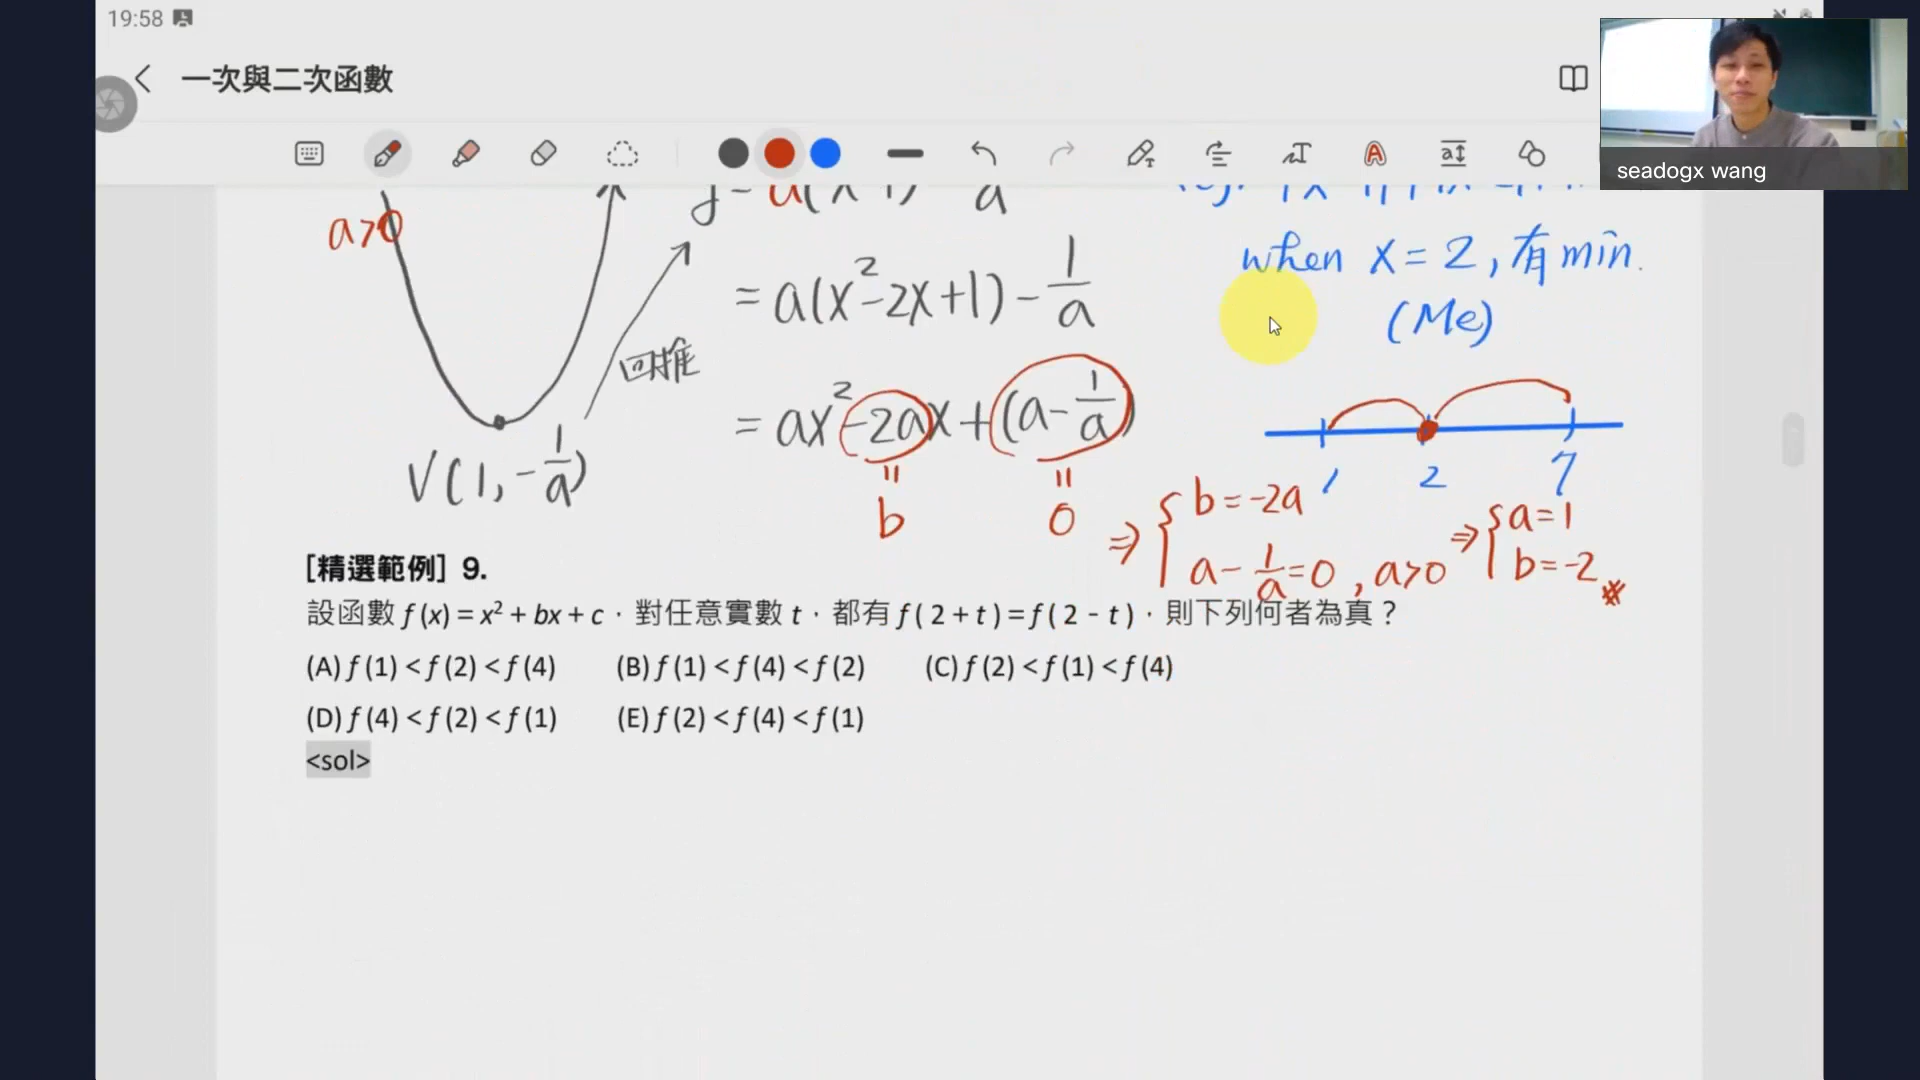 19:58
一次與二次函數
seadogx wang
a>0
= a(x²-2x+1) - 1/a
when x = 2, 有 min.
(Me)
回推
= ax²-2ax+(a-1/a)
V(1, -1/a)
= b
= 0
1 2 7
⇒ { b = -2a
a - 1/a = 0, a>0
⇒ { a = 1
b = -2 #
[精選範例] 9.
設函數 f (x) = x² + bx + c，對任意實數 t，都有 f ( 2 + t ) = f ( 2 - t )，則下列何者為真？
(A) f (1) < f (2) < f (4) (B) f (1) < f (4) < f (2) (C) f (2) < f (1) < f (4)
(D) f (4) < f (2) < f (1) (E) f (2) < f (4) < f (1)
<sol>